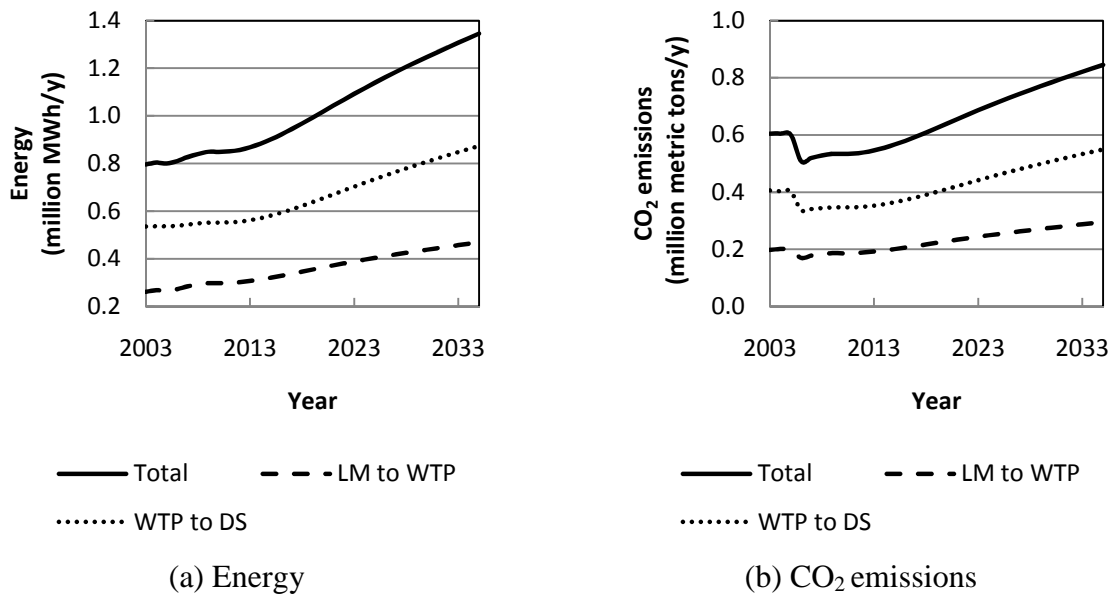 Energy
(million MWh/y)
1.4
1.2
1.0
0.8
0.6
0.4
0.2
2003 2013 2023 2033
Year
Total LM to WTP
WTP to DS
(a) Energy
CO₂ emissions
(million metric tons/y)
1.0
0.8
0.6
0.4
0.2
0.0
2003 2013 2023 2033
Year
Total LM to WTP
WTP to DS
(b) CO₂ emissions